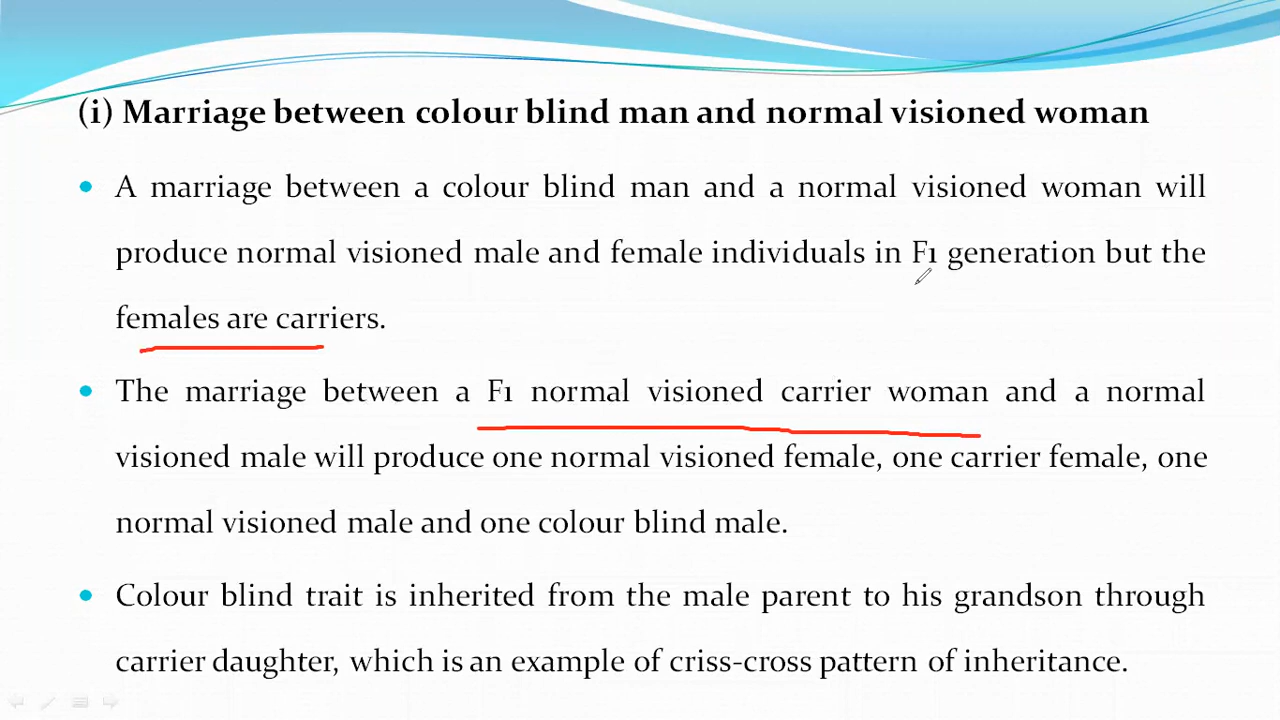 (i) Marriage between colour blind man and normal visioned woman
A marriage between a colour blind man and a normal visioned woman will
produce normal visioned male and female individuals in F1 generation but the
females are carriers.
The marriage between a F1 normal visioned carrier woman and a normal
visioned male will produce one normal visioned female, one carrier female, one
normal visioned male and one colour blind male.
Colour blind trait is inherited from the male parent to his grandson through
carrier daughter, which is an example of criss-cross pattern of inheritance.